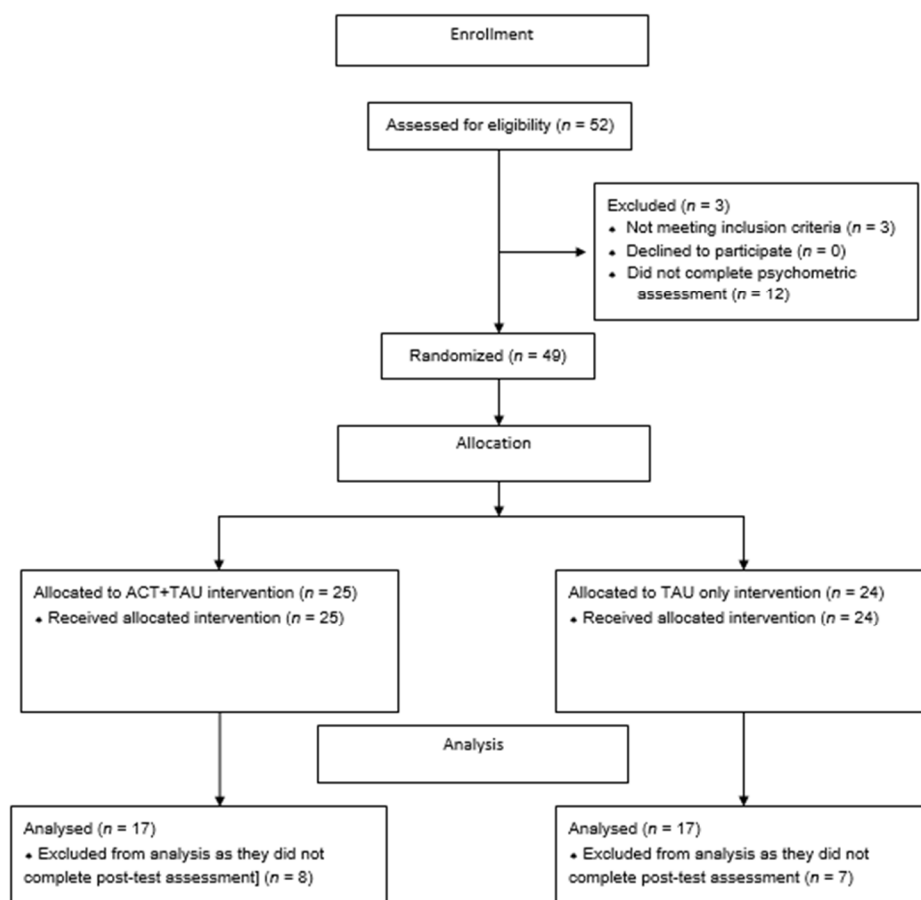 Enrollment
Assessed for eligibility (n = 52)
Excluded (n = 3)
♦ Not meeting inclusion criteria (n = 3)
♦ Declined to participate (n = 0)
♦ Did not complete psychometric
assessment (n = 12)
Randomized (n = 49)
Allocation
Allocated to ACT+TAU intervention (n = 25)
♦ Received allocated intervention (n = 25)
Allocated to TAU only intervention (n = 24)
♦ Received allocated intervention (n = 24)
Analysis
Analysed (n = 17)
♦ Excluded from analysis as they did not
complete post-test assessment] (n = 8)
Analysed (n = 17)
♦ Excluded from analysis as they did not
complete post-test assessment (n = 7)